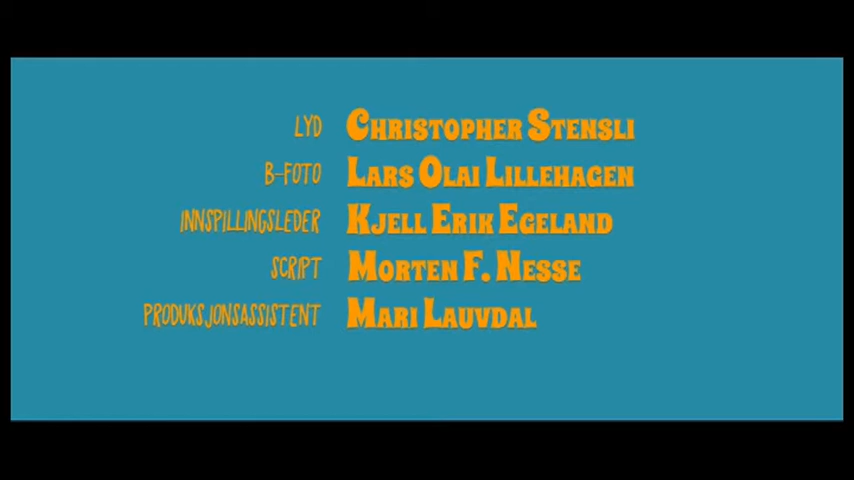 LYD CHRISTOPHER STENSLI
B-FOTO LARS OLAI LILLEHAGEN
INNSPILLINGSLEDER KJELL ERIK EGELAND
SCRIPT MORTEN F. NESSE
PRODUKSJONSASSISTENT MARI LAUVDAL